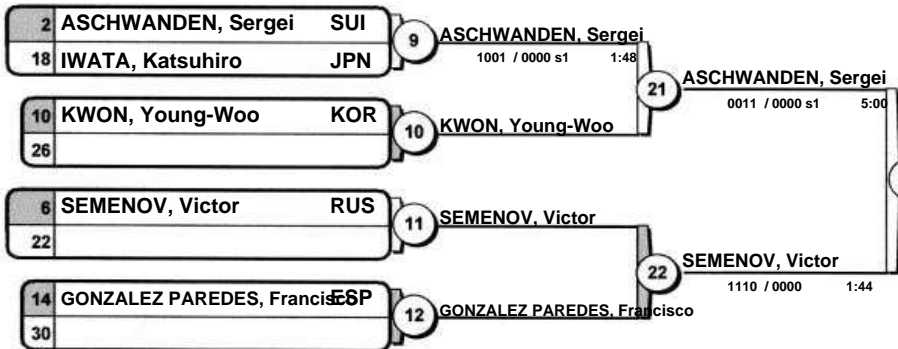 2 ASCHWANDEN, Sergei SUI
18 IWATA, Katsuhiro JPN
9
ASCHWANDEN, Sergei
1001 / 0000 s1 1:48
10 KWON, Young-Woo KOR
26
10
KWON, Young-Woo
21
ASCHWANDEN, Sergei
0011 / 0000 s1 5:00
6 SEMENOV, Victor RUS
22
11
SEMENOV, Victor
14 GONZALEZ PAREDES, Francisco ESP
30
12
GONZALEZ PAREDES, Francisco
22
SEMENOV, Victor
1110 / 0000 1:44